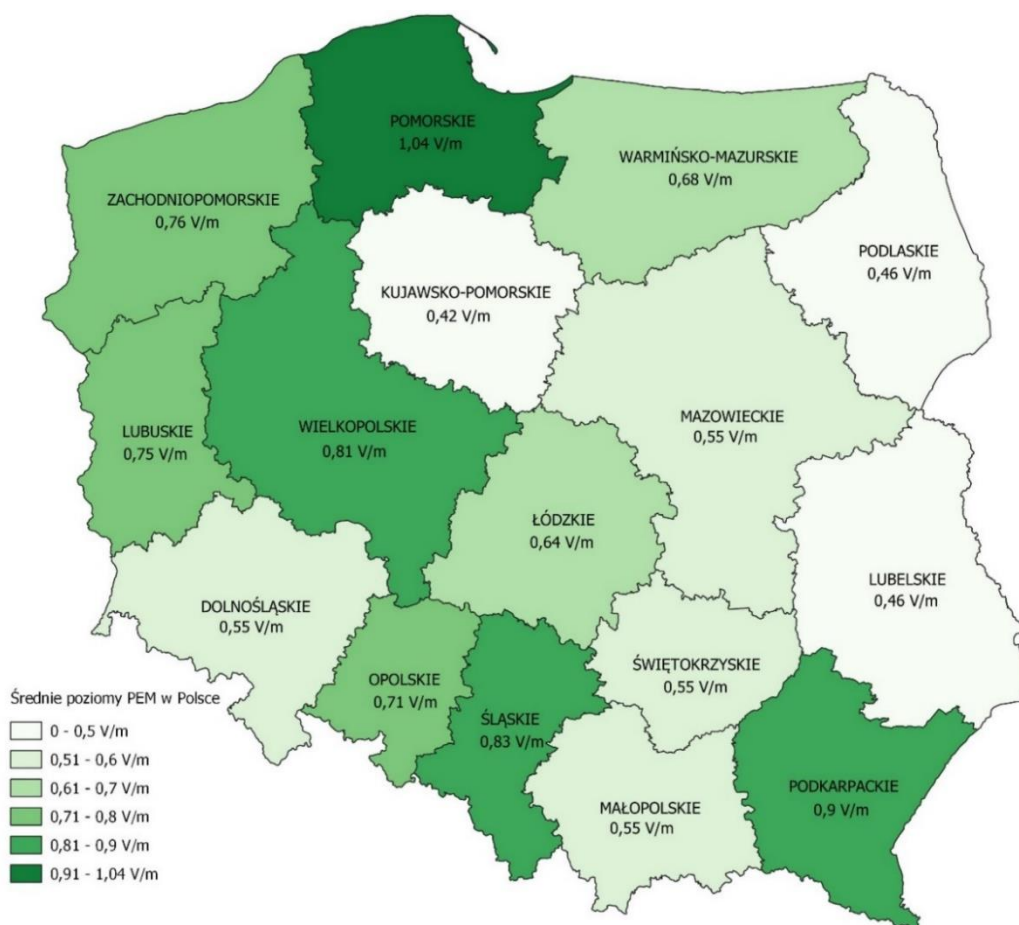 POMORSKIE
1,04 V/m
WARMIŃSKO-MAZURSKIE
0,68 V/m
ZACHODNIOPOMORSKIE
0,76 V/m
PODLASKIE
0,46 V/m
KUJAWSKO-POMORSKIE
0,42 V/m
MAZOWIECKIE
0,55 V/m
LUBUSKIE
0,75 V/m
WIELKOPOLSKIE
0,81 V/m
ŁÓDZKIE
0,64 V/m
LUBELSKIE
0,46 V/m
DOLNOŚLĄSKIE
0,55 V/m
ŚWIĘTOKRZYSKIE
0,55 V/m
OPOLSKIE
0,71 V/m
ŚLĄSKIE
0,83 V/m
PODKARPACKIE
0,9 V/m
MAŁOPOLSKIE
0,55 V/m
Średnie poziomy PEM w Polsce
0 - 0,5 V/m
0,51 - 0,6 V/m
0,61 - 0,7 V/m
0,71 - 0,8 V/m
0,81 - 0,9 V/m
0,91 - 1,04 V/m